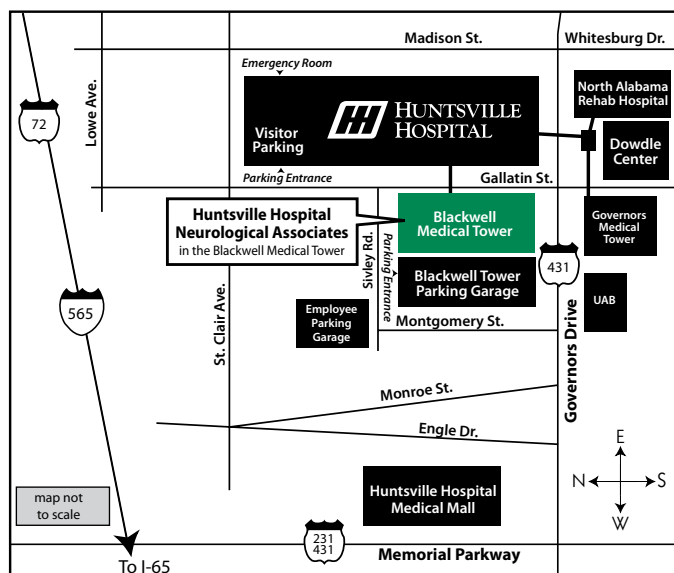 Madison St.
Whitesburg Dr.
Emergency Room
North Alabama
Rehab Hospital
72
Lowe Ave.
HUNTSVILLE
HOSPITAL
Visitor
Parking
Dowdle
Center
Parking Entrance
Gallatin St.
Huntsville Hospital
Neurological Associates
in the Blackwell Medical Tower
Blackwell
Medical Tower
Governors
Medical
Tower
Sivley Rd.
Parking Entrance
431
Blackwell Tower
Parking Garage
UAB
565
St. Clair Ave.
Employee
Parking
Garage
Montgomery St.
Governors Drive
Monroe St.
Engle Dr.
E
N
S
W
map not
to scale
Huntsville Hospital
Medical Mall
231
431
Memorial Parkway
To I-65